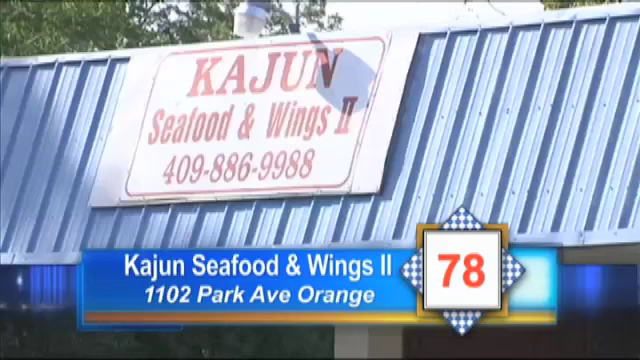 KAJUN
Seafood & Wings II
409-886-9988
Kajun Seafood & Wings II
1102 Park Ave Orange
78